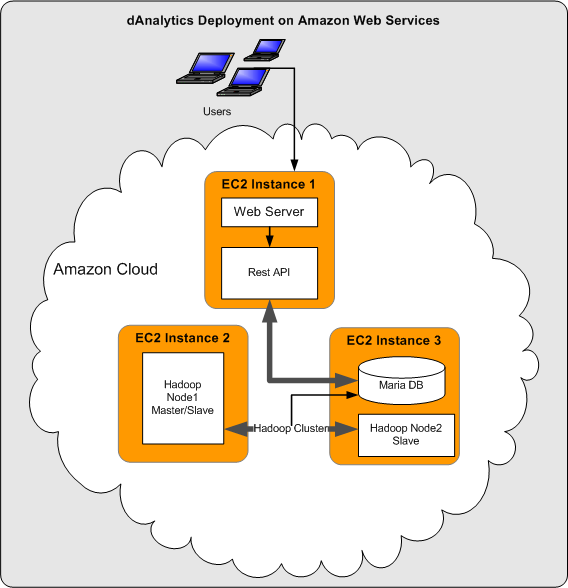 dAnalytics Deployment on Amazon Web Services
Users
EC2 Instance 1
Web Server
Rest API
Amazon Cloud
EC2 Instance 2
Hadoop
Node1
Master/Slave
EC2 Instance 3
Maria DB
Hadoop Cluster
Hadoop Node2
Slave